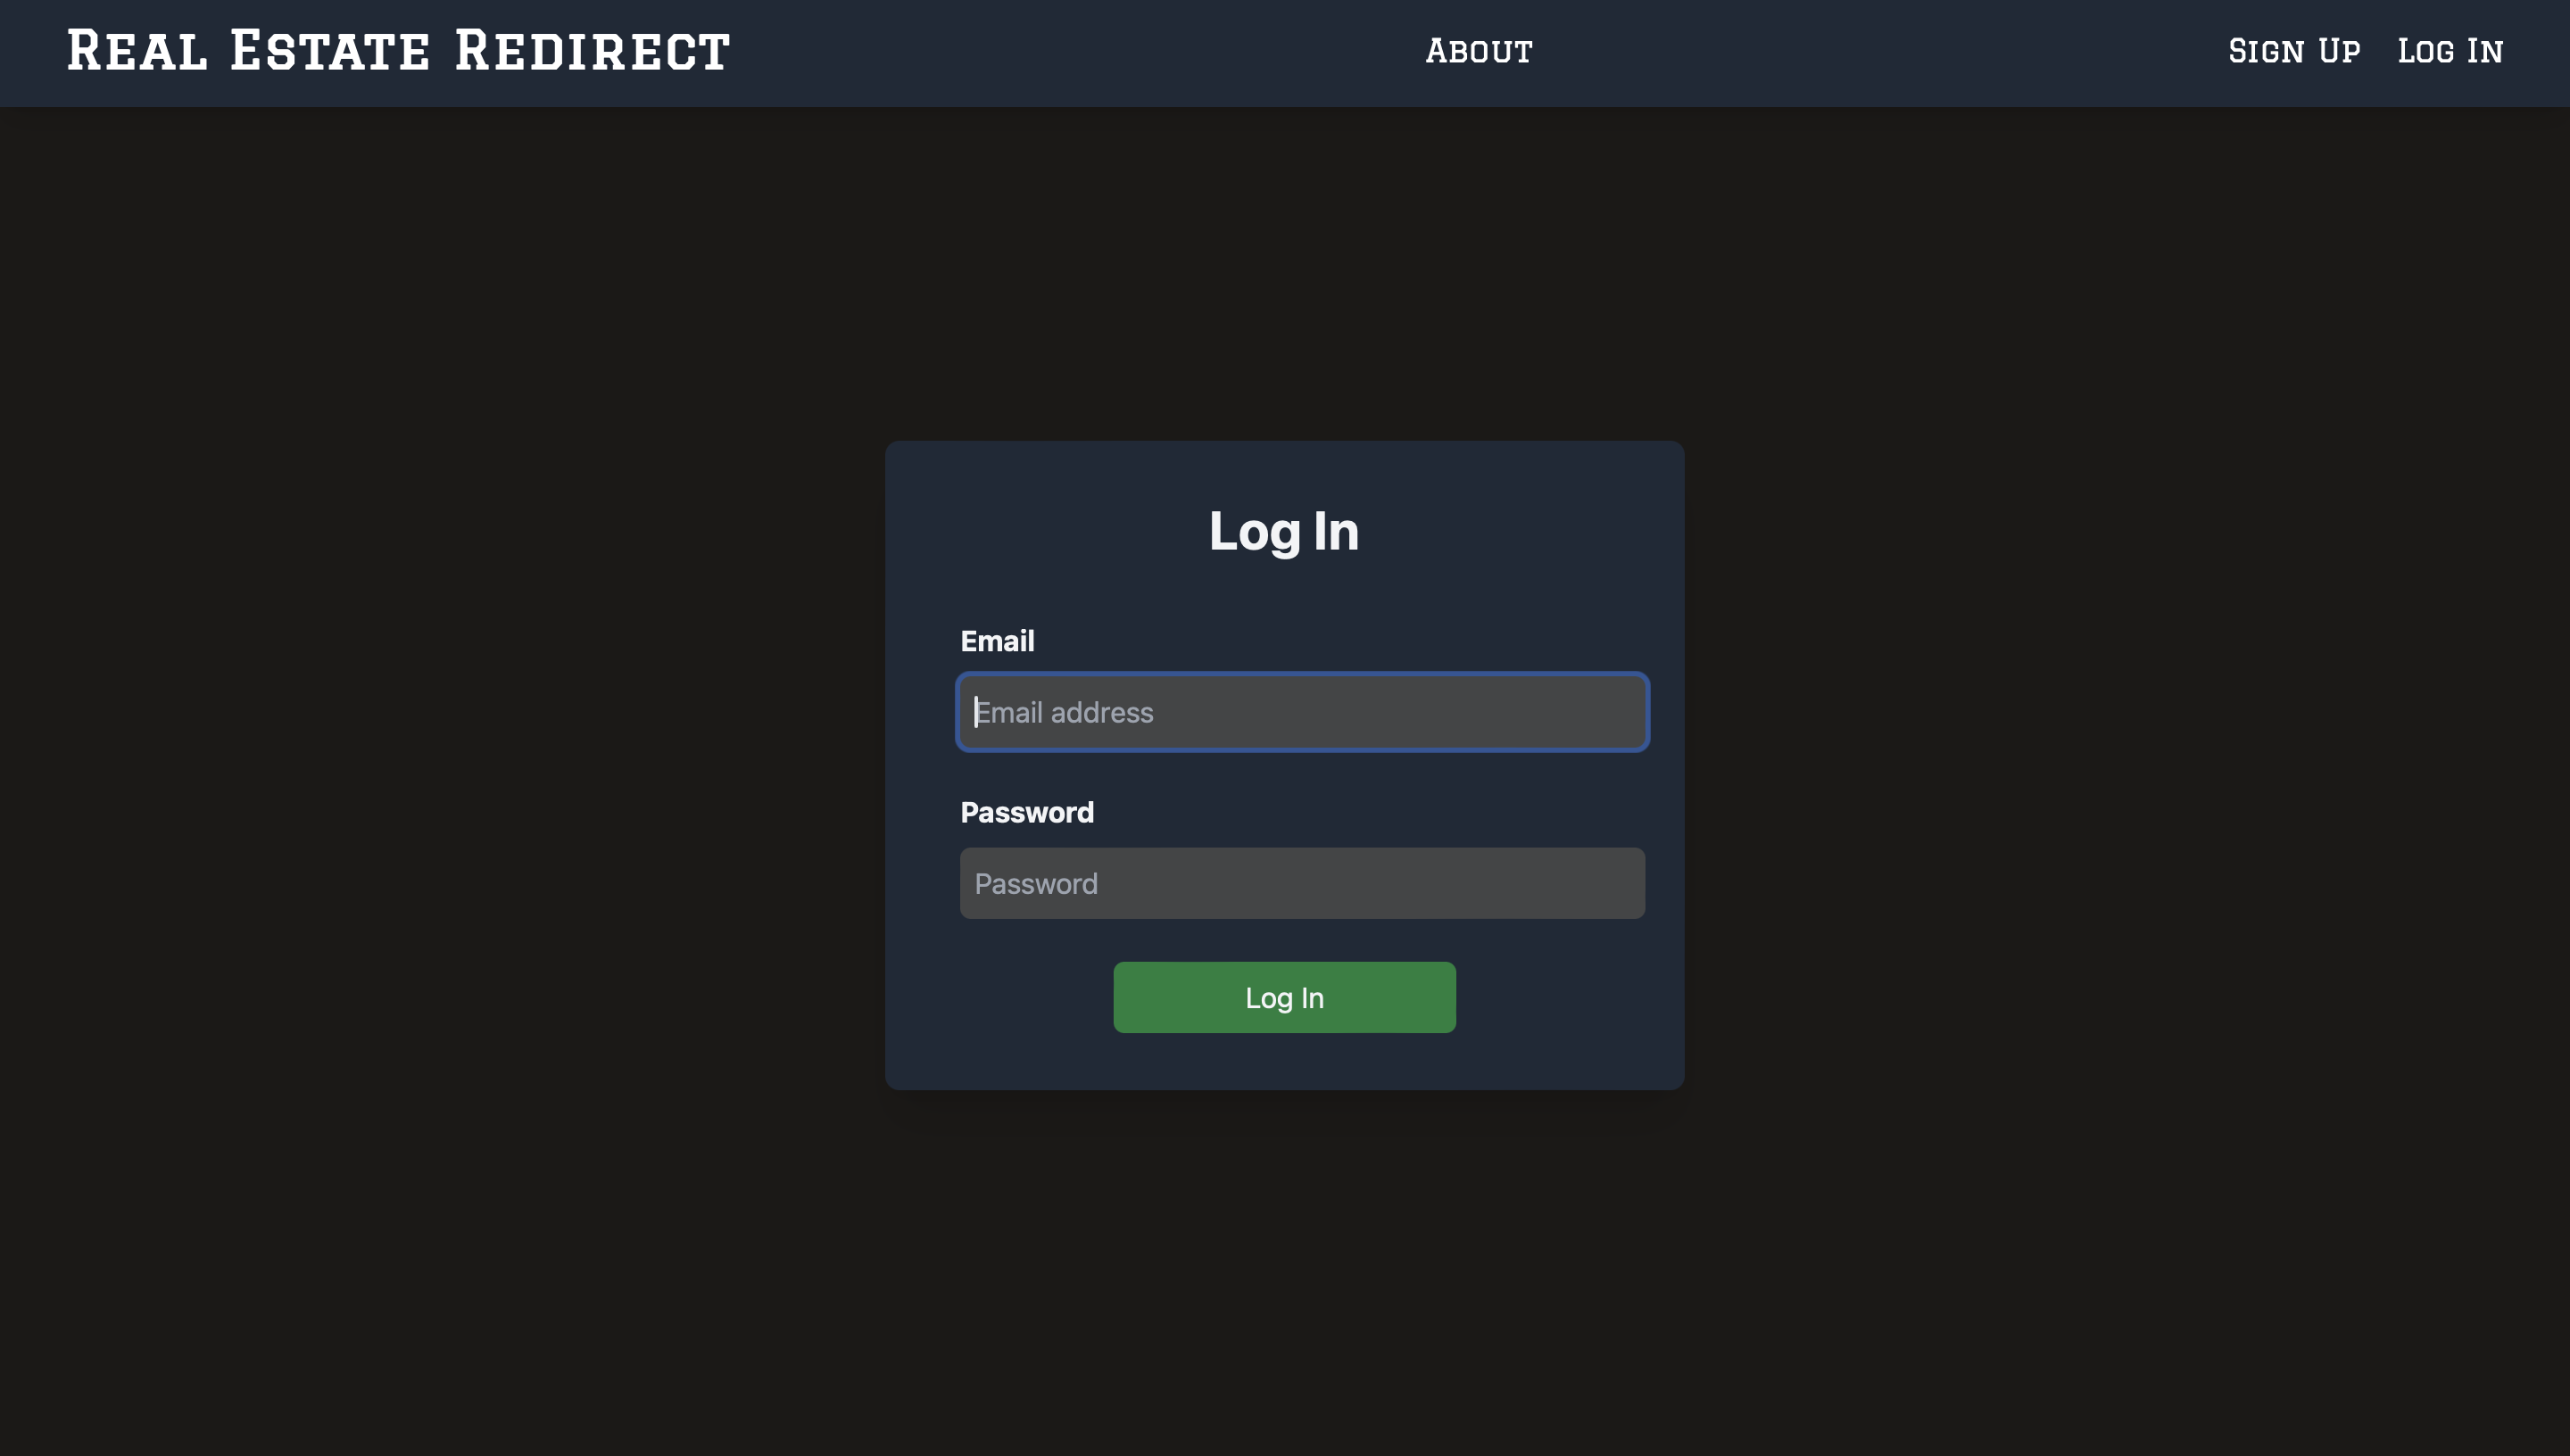 Real Estate Redirect
About
Sign Up
Log In
Log In
Email
Email address
Password
Password
Log In